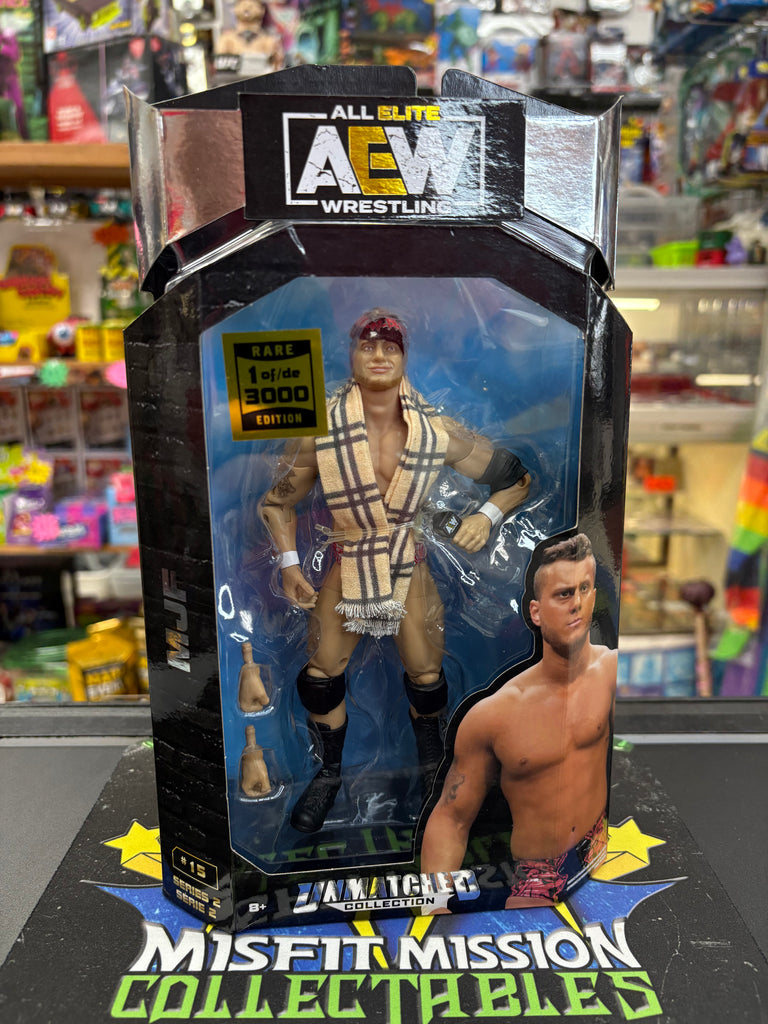 ALL ELITE
AEW
WRESTLING
RARE
1 of/de
3000
EDITION
AEW
MJF
#15
SERIES 2
SERIE 2
8+
UNMATCHED
COLLECTION
MISFIT MISSION
COLLECTABLES